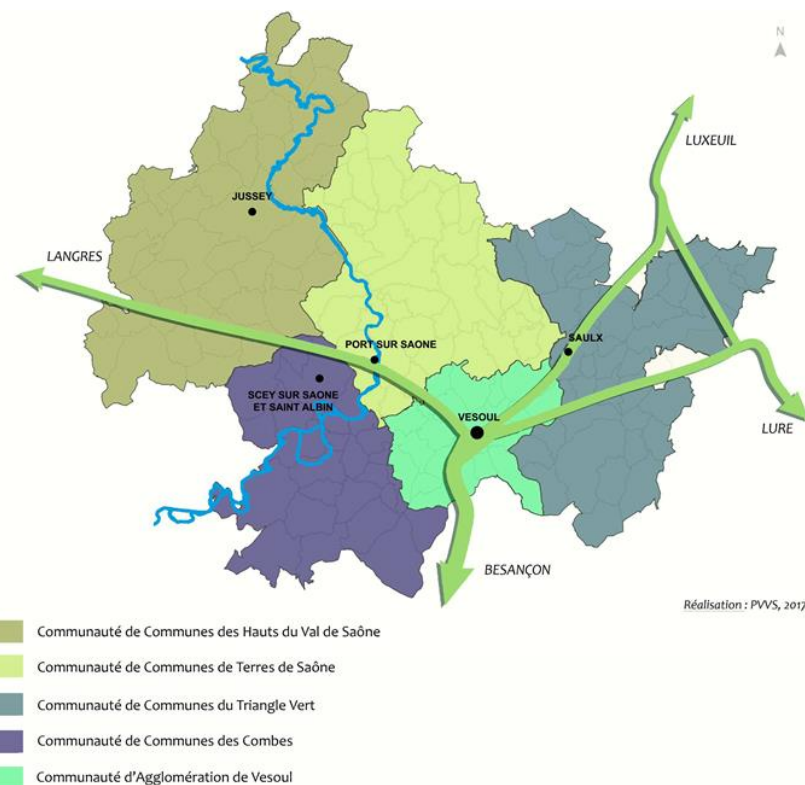 N
LUXEUIL
JUSSEY
LANGRES
PORT SUR SAONE
SAULX
SCEY SUR SAONE
ET SAINT ALBIN
VESOUL
LURE
BESANÇON
Réalisation : PVVS, 2017
Communauté de Communes des Hauts du Val de Saône
Communauté de Communes de Terres de Saône
Communauté de Communes du Triangle Vert
Communauté de Communes des Combes
Communauté d'Agglomération de Vesoul